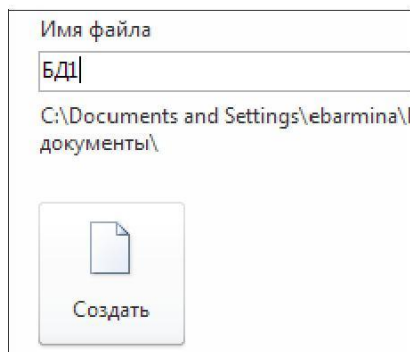 Имя файла
БД1
C:\Documents and Settings\ebarmina\
документы\
Создать